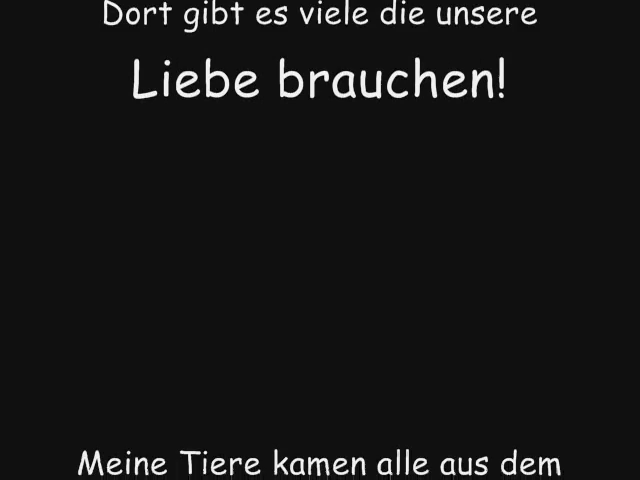 Dort gibt es viele die unsere
Liebe brauchen!
Meine Tiere kamen alle aus dem